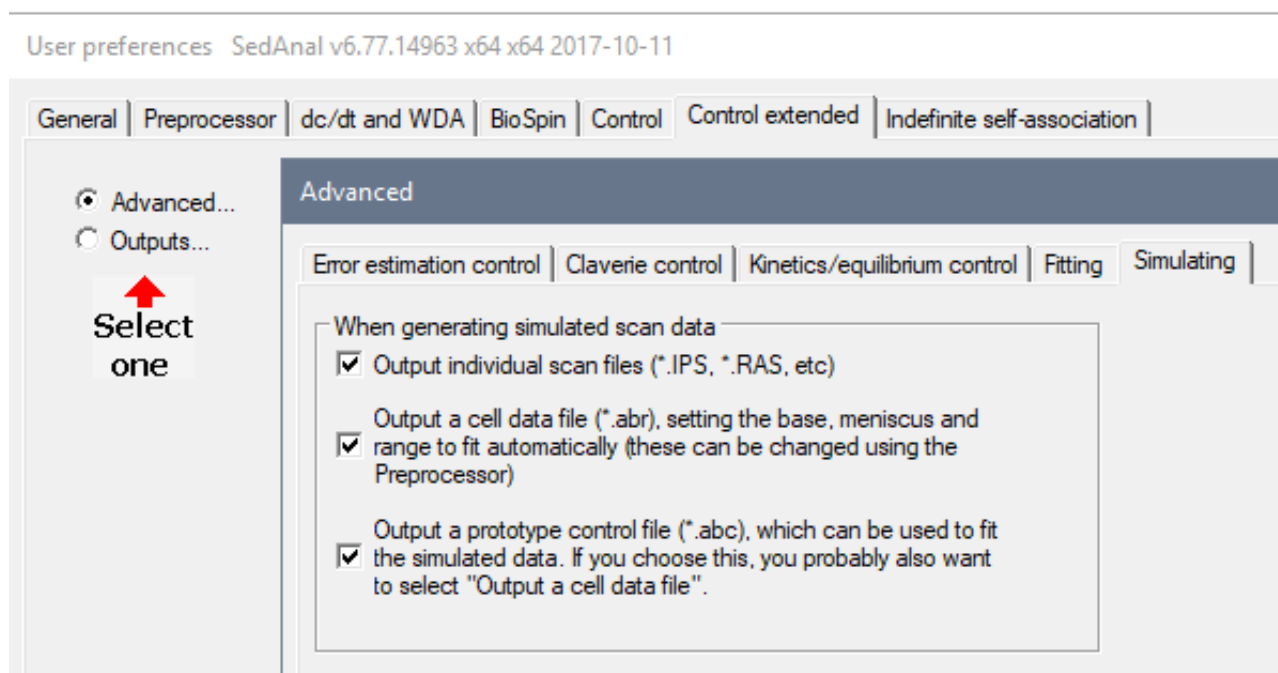 User preferences SedAnal v6.77.14963 x64 x64 2017-10-11
General Preprocessor dc/dt and WDA BioSpin Control Control extended Indefinite self-association
Advanced...
Outputs...
Select
one
Advanced
Error estimation control Claverie control Kinetics/equilibrium control Fitting Simulating
When generating simulated scan data
Output individual scan files (*.IPS, *.RAS, etc)
Output a cell data file (*.abr), setting the base, meniscus and
range to fit automatically (these can be changed using the
Preprocessor)
Output a prototype control file (*.abc), which can be used to fit
the simulated data. If you choose this, you probably also want
to select "Output a cell data file".